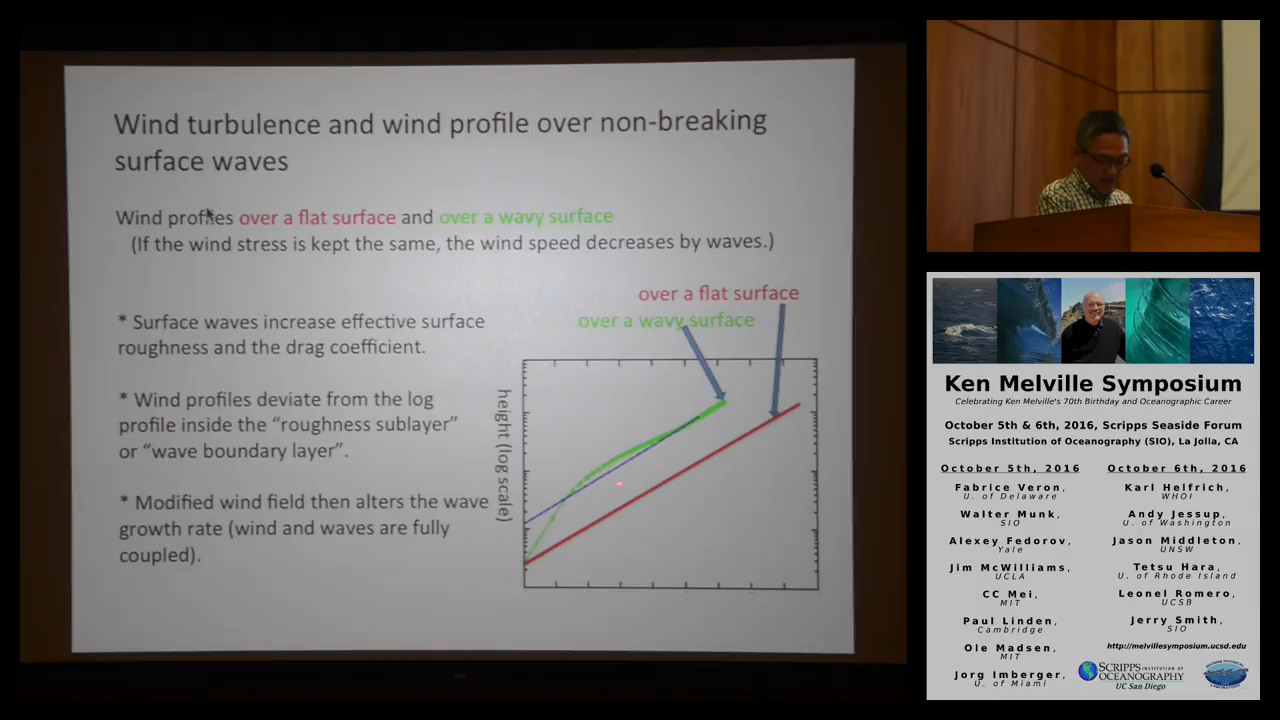 Wind turbulence and wind profile over non-breaking
surface waves
Wind profiles over a flat surface and over a wavy surface
(If the wind stress is kept the same, the wind speed decreases by waves.)
* Surface waves increase effective surface
roughness and the drag coefficient.
* Wind profiles deviate from the log
profile inside the “roughness sublayer”
or “wave boundary layer”.
* Modified wind field then alters the wave
growth rate (wind and waves are fully
coupled).
over a flat surface
over a wavy surface
height (log scale)
Ken Melville Symposium
Celebrating Ken Melville's 70th Birthday and Oceanographic Career
October 5th & 6th, 2016, Scripps Seaside Forum
Scripps Institution of Oceanography (SIO), La Jolla, CA
October 5th, 2016
Fabrice Veron,
U. of Delaware
Walter Munk,
SIO
Alexey Fedorov,
Yale
Jim McWilliams,
UCLA
CC Mei,
MIT
Paul Linden,
Cambridge
Ole Madsen,
MIT
Jorg Imberger,
U. of Miami
October 6th, 2016
Karl Helfrich,
WHOI
Andy Jessup,
U. of Washington
Jason Middleton,
UNSW
Tetsu Hara,
U. of Rhode Island
Leonel Romero,
UCSB
Jerry Smith,
SIO
http://melvillesymposium.ucsd.edu
SCRIPPS INSTITUTION OF
OCEANOGRAPHY
UC San Diego